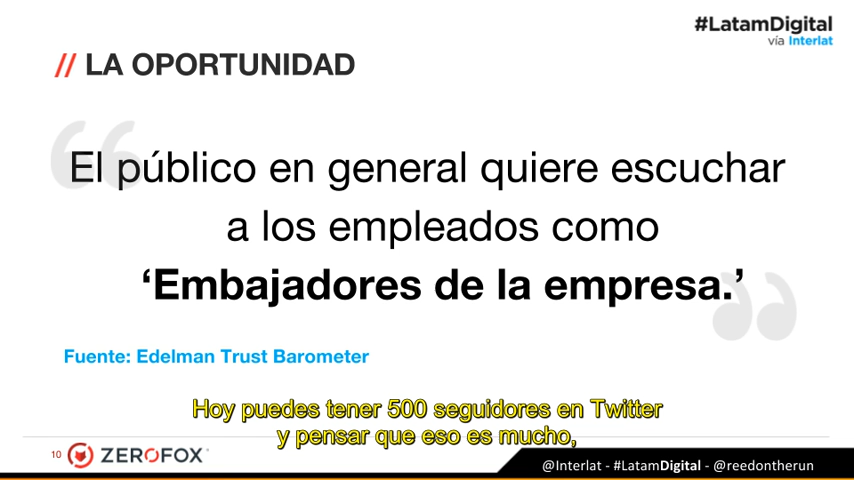 #LatamDigital
vía Interlat
// LA OPORTUNIDAD
“
El público en general quiere escuchar
a los empleados como
‘Embajadores de la empresa.’
”
Fuente: Edelman Trust Barometer
Hoy puedes tener 500 seguidores en Twitter
y pensar que eso es mucho,
10 ZEROFOX
@Interlat - #LatamDigital - @reedontherun